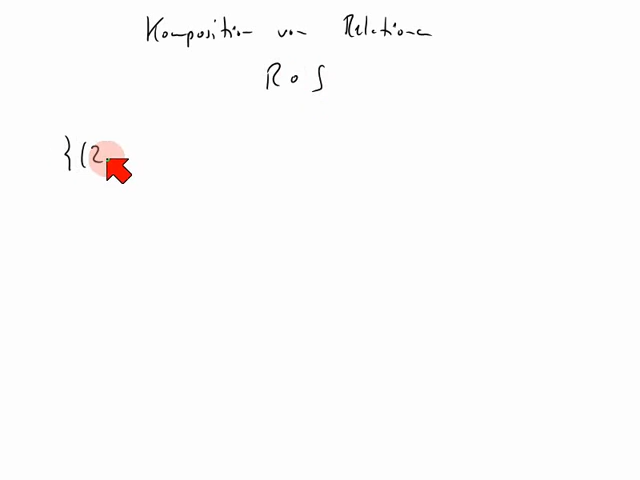 Komposition von Relationen
R ∘ S
{(2